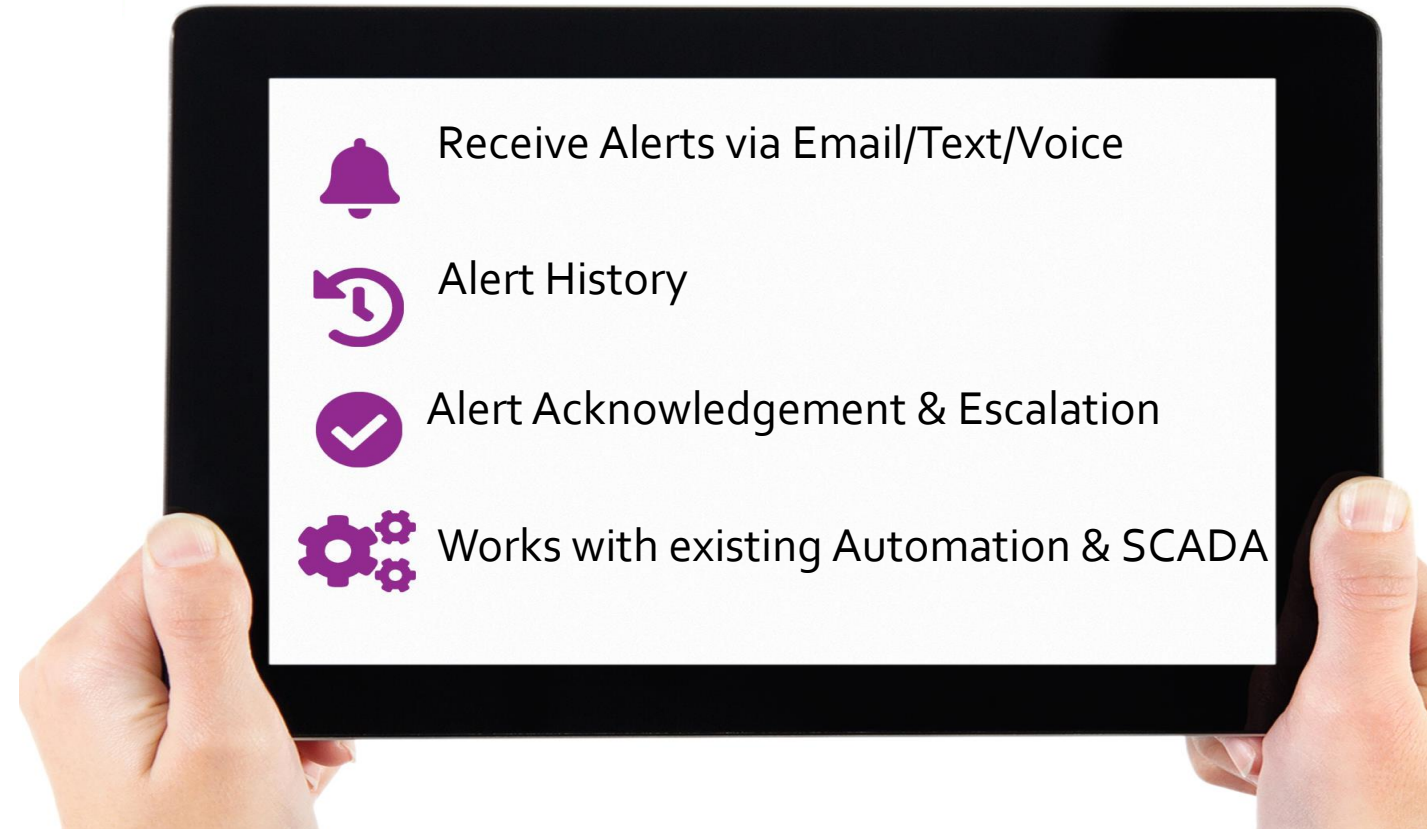 Receive Alerts via Email/Text/Voice
Alert History
Alert Acknowledgement & Escalation
Works with existing Automation & SCADA